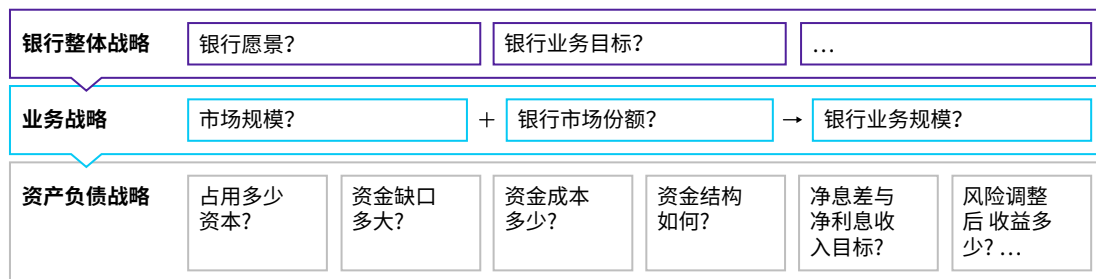 银行整体战略
银行愿景？
银行业务目标？
…
业务战略
市场规模？
+
银行市场份额？
→
银行业务规模？
资产负债战略
占用多少
资本？
资金缺口
多大？
资金成本
多少？
资金结构
如何？
净息差与
净利息收
入目标？
风险调整
后 收益多
少？…